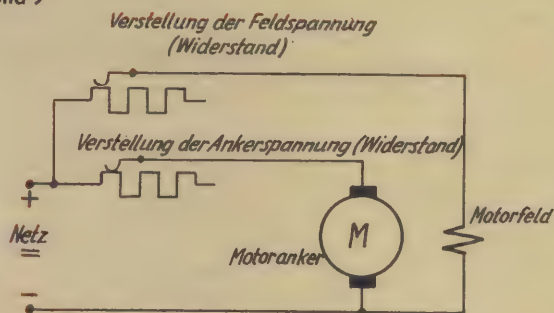 Verstellung der Feldspannung
(Widerstand)
Verstellung der Ankerspannung (Widerstand)
+
Netz
=
M
Motorfeld
Motoranker
–